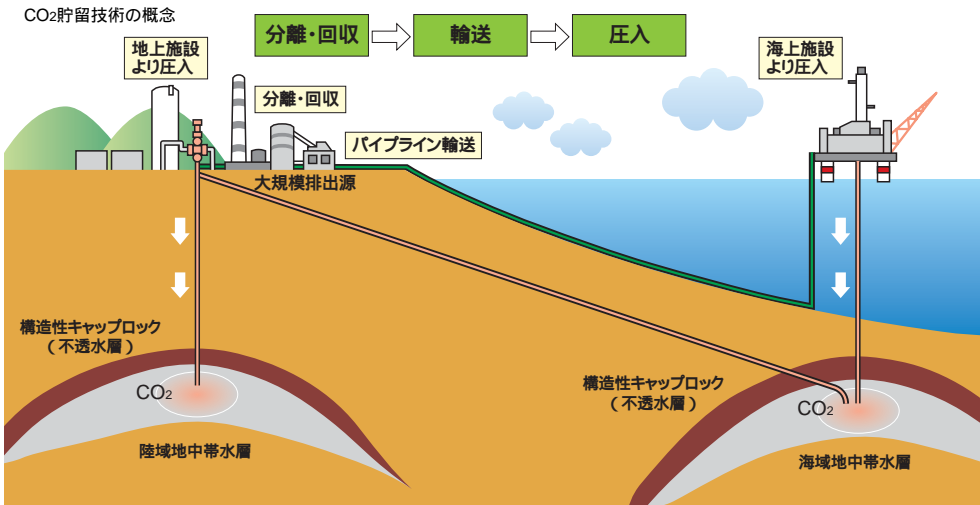 CO2貯留技術の概念
分離・回収
輸送
圧入
地上施設
より圧入
海上施設
より圧入
分離・回収
パイプライン輸送
大規模排出源
構造性キャップロック
（不透水層）
CO2
陸域地中帯水層
構造性キャップロック
（不透水層）
CO2
海域地中帯水層